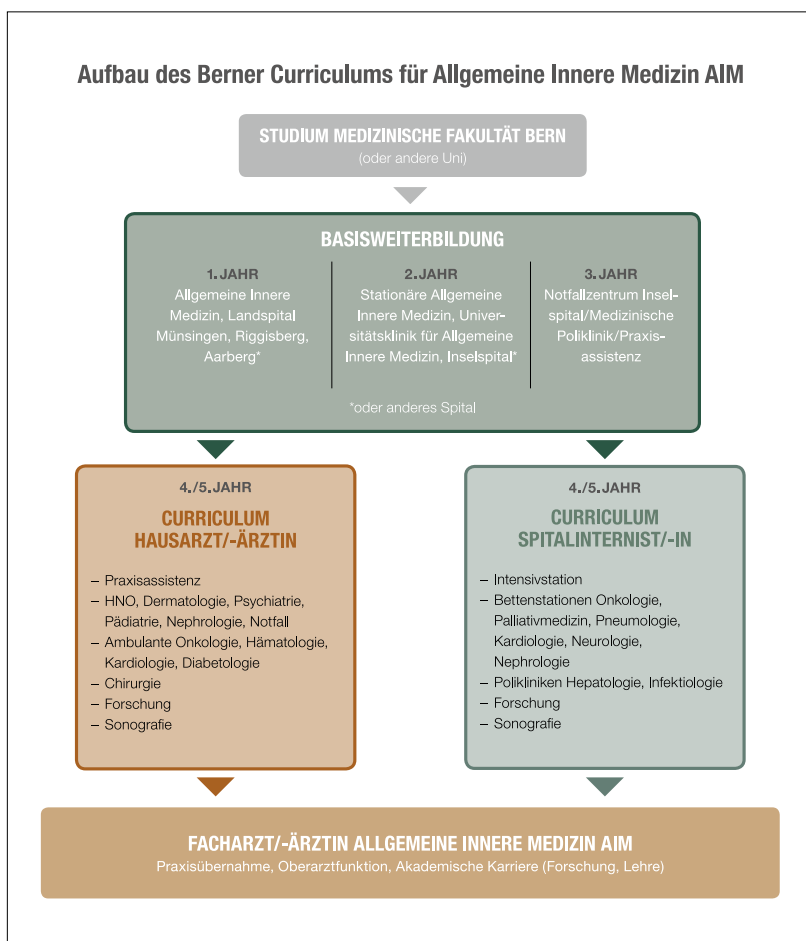 Aufbau des Berner Curriculums für Allgemeine Innere Medizin AIM
STUDIUM MEDIZINISCHE FAKULTÄT BERN
(oder andere Uni)
BASISWEITERBILDUNG
1. JAHR
Allgemeine Innere
Medizin, Landspital
Münsingen, Riggisberg,
Aarberg*
2. JAHR
Stationäre Allgemeine
Innere Medizin, Univer-
sitätsklinik für Allgemeine
Innere Medizin, Inselspital*
3. JAHR
Notfallzentrum Insel-
spital/Medizinische
Poliklinik/Praxis-
assistenz
*oder anderes Spital
4./5. JAHR
CURRICULUM
HAUSARZT/-ÄRZTIN
– Praxisassistenz
– HNO, Dermatologie, Psychiatrie,
Pädiatrie, Nephrologie, Notfall
– Ambulante Onkologie, Hämatologie,
Kardiologie, Diabetologie
– Chirurgie
– Forschung
– Sonografie
4./5. JAHR
CURRICULUM
SPITALINTERNIST/-IN
– Intensivstation
– Bettenstationen Onkologie,
Palliativmedizin, Pneumologie,
Kardiologie, Neurologie,
Nephrologie
– Polikliniken Hepatologie, Infektiologie
– Forschung
– Sonografie
FACHARZT/-ÄRZTIN ALLGEMEINE INNERE MEDIZIN AIM
Praxisübernahme, Oberarztfunktion, Akademische Karriere (Forschung, Lehre)